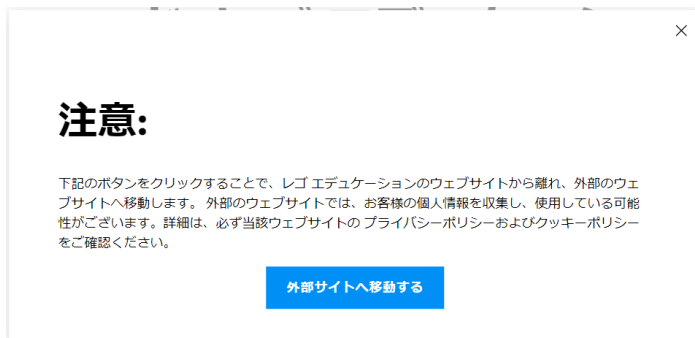 注意:
下記のボタンをクリックすることで、レゴ エデュケーションのウェブサイトから離れ、外部のウェ
ブサイトへ移動します。 外部のウェブサイトでは、お客様の個人情報を収集し、使用している可能
性がございます。詳細は、必ず当該ウェブサイトの プライバシーポリシーおよびクッキーポリシー
をご確認ください。
外部サイトへ移動する